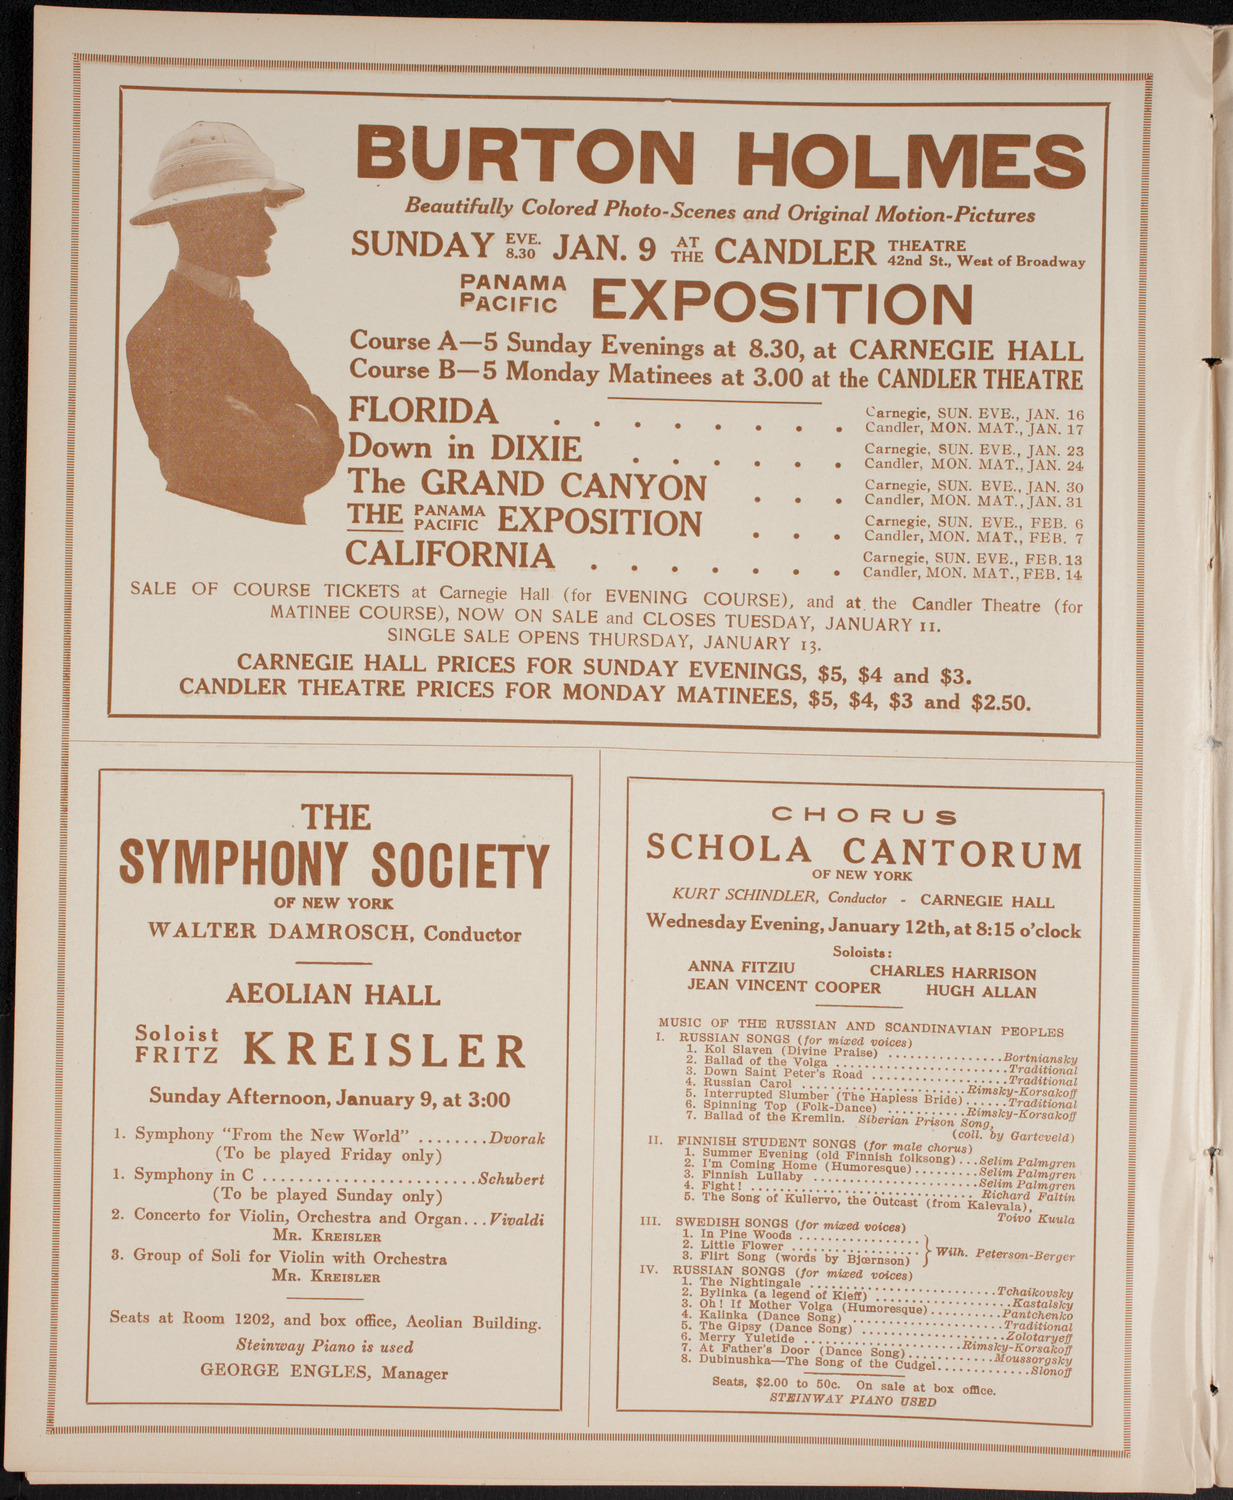 BURTON HOLMES
Beautifully Colored Photo-Scenes and Original Motion-Pictures
SUNDAY EVE. 8.30 JAN. 9 AT THE CANDLER THEATRE 42nd St., West of Broadway
PANAMA PACIFIC EXPOSITION
Course A—5 Sunday Evenings at 8.30, at CARNEGIE HALL
Course B—5 Monday Matinees at 3.00 at the CANDLER THEATRE
FLORIDA . . . . . . . . Carnegie, SUN. EVE., JAN. 16
Candler, MON. MAT., JAN. 17
Down in DIXIE . . . . . . Carnegie, SUN. EVE., JAN. 23
Candler, MON. MAT., JAN. 24
The GRAND CANYON . . . Carnegie, SUN. EVE., JAN. 30
Candler, MON. MAT., JAN. 31
THE PANAMA PACIFIC EXPOSITION . . . Carnegie, SUN. EVE., FEB. 6
Candler, MON. MAT., FEB. 7
CALIFORNIA . . . . . . . Carnegie, SUN. EVE., FEB. 13
Candler, MON. MAT., FEB. 14
SALE OF COURSE TICKETS at Carnegie Hall (for EVENING COURSE), and at the Candler Theatre (for
MATINEE COURSE), NOW ON SALE and CLOSES TUESDAY, JANUARY 11.
SINGLE SALE OPENS THURSDAY, JANUARY 13.
CARNEGIE HALL PRICES FOR SUNDAY EVENINGS, $5, $4 and $3.
CANDLER THEATRE PRICES FOR MONDAY MATINEES, $5, $4, $3 and $2.50.
THE
SYMPHONY SOCIETY
OF NEW YORK
WALTER DAMROSCH, Conductor
AEOLIAN HALL
Soloist FRITZ KREISLER
Sunday Afternoon, January 9, at 3:00
1. Symphony "From the New World" ........Dvorak
(To be played Friday only)
1. Symphony in C .......................Schubert
(To be played Sunday only)
2. Concerto for Violin, Orchestra and Organ...Vivaldi
MR. KREISLER
3. Group of Soli for Violin with Orchestra
MR. KREISLER
Seats at Room 1202, and box office, Aeolian Building.
Steinway Piano is used
GEORGE ENGLES, Manager
CHORUS
SCHOLA CANTORUM
OF NEW YORK
KURT SCHINDLER, Conductor - CARNEGIE HALL
Wednesday Evening, January 12th, at 8:15 o'clock
Soloists:
ANNA FITZIU CHARLES HARRISON
JEAN VINCENT COOPER HUGH ALLAN
MUSIC OF THE RUSSIAN AND SCANDINAVIAN PEOPLES
I. RUSSIAN SONGS (for mixed voices)
1. Kol Slaven (Divine Praise) ...............Bortniansky
2. Ballad of the Volga ......................Traditional
3. Down Saint Peter's Road ..................Traditional
4. Russian Carol ........................Rimsky-Korsakoff
5. Interrupted Slumber (The Hapless Bride)......Traditional
6. Spinning Top (Folk-Dance) ...........Rimsky-Korsakoff
7. Ballad of the Kremlin. Siberian Prison Song,
(coll. by Garteveld)
II. FINNISH STUDENT SONGS (for male chorus)
1. Summer Evening (old Finnish folksong)...Selim Palmgren
2. I'm Coming Home (Humoresque)..........Selim Palmgren
3. Finnish Lullaby ........................Selim Palmgren
4. Fight! ................................Richard Faltin
5. The Song of Kullervo, the Outcast (from Kalevala),
Toivo Kuula
III. SWEDISH SONGS (for mixed voices)
1. In Pine Woods ..................
2. Little Flower ...................
3. Flirt Song (words by Bjœrnson) } Wilh. Peterson-Berger
IV. RUSSIAN SONGS (for mixed voices)
1. The Nightingale ..........................Tchaikovsky
2. Bylinka (a legend of Kieff) ...................Kastalsky
3. Oh! If Mother Volga (Humoresque)...........Pantchenko
4. Kalinka (Dance Song) ......................Traditional
5. The Gipsy (Dance Song) ....................Zolotaryeff
6. Merry Yuletide .....................Rimsky-Korsakoff
7. At Father's Door (Dance Song)............Moussorgsky
8. Dubinushka—The Song of the Cudgel.............Slonoff
Seats, $2.00 to 50c. On sale at box office.
STEINWAY PIANO USED